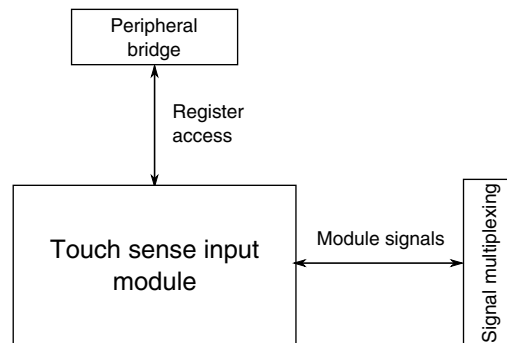 Peripheral
bridge
Register
access
Touch sense input
module
Module signals
Signal multiplexing